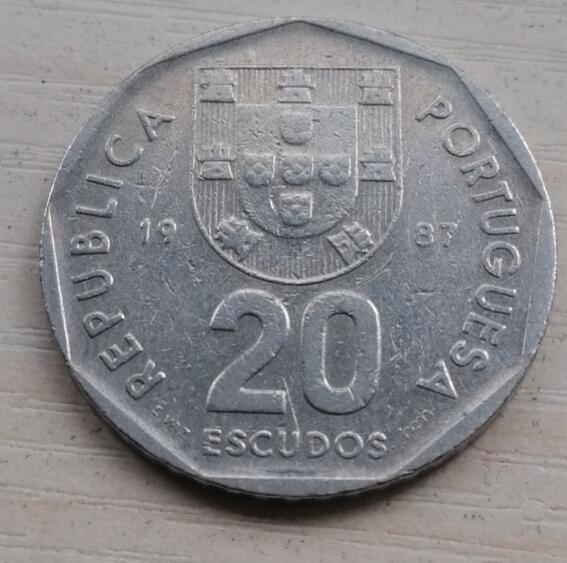 REPUBLICA PORTUGUESA
19 87
20
ESCUDOS